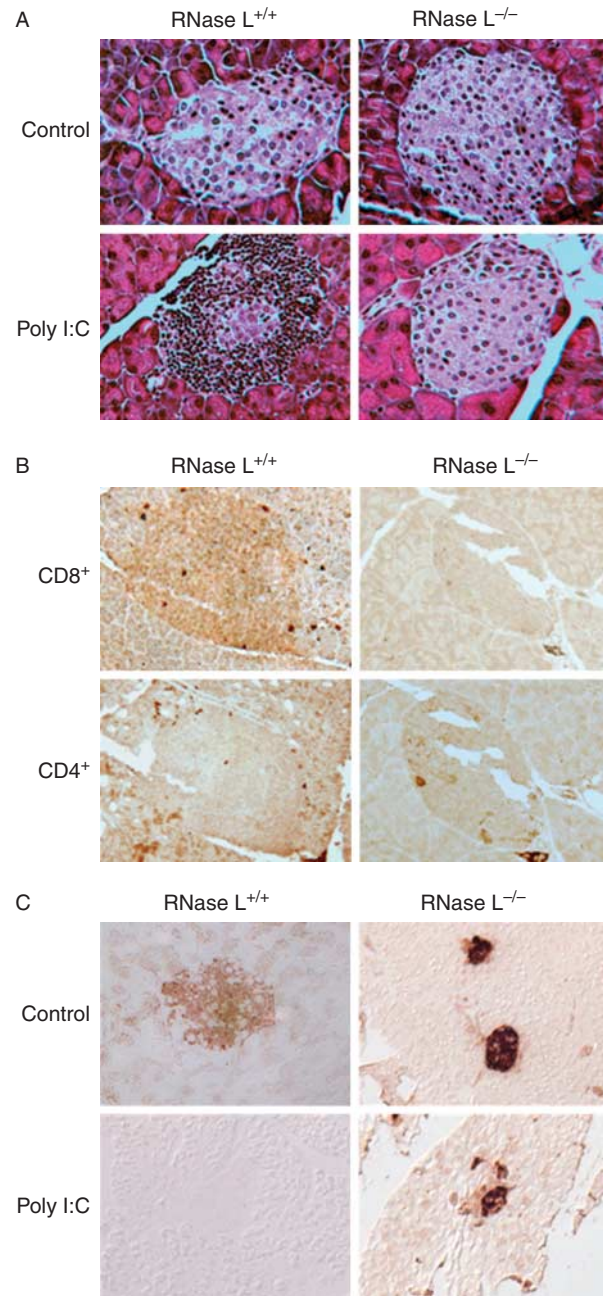 A RNase L+/+ RNase L–/–
Control
Poly I:C
B RNase L+/+ RNase L–/–
CD8+
CD4+
C RNase L+/+ RNase L–/–
Control
Poly I:C